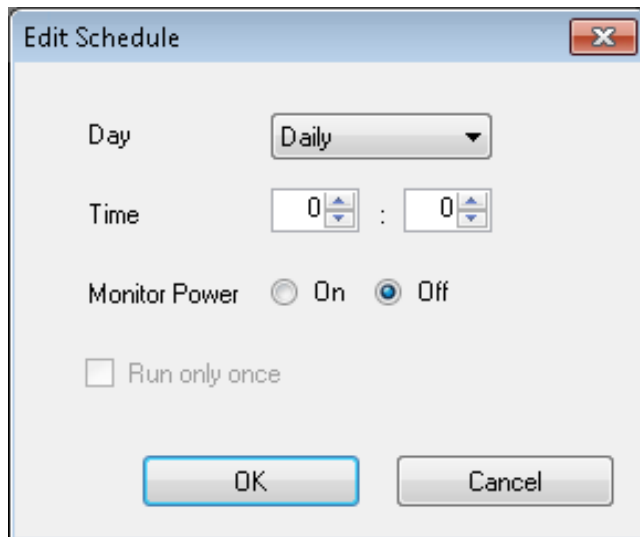 Edit Schedule
Day Daily
Time 0 : 0
Monitor Power On Off
Run only once
OK Cancel